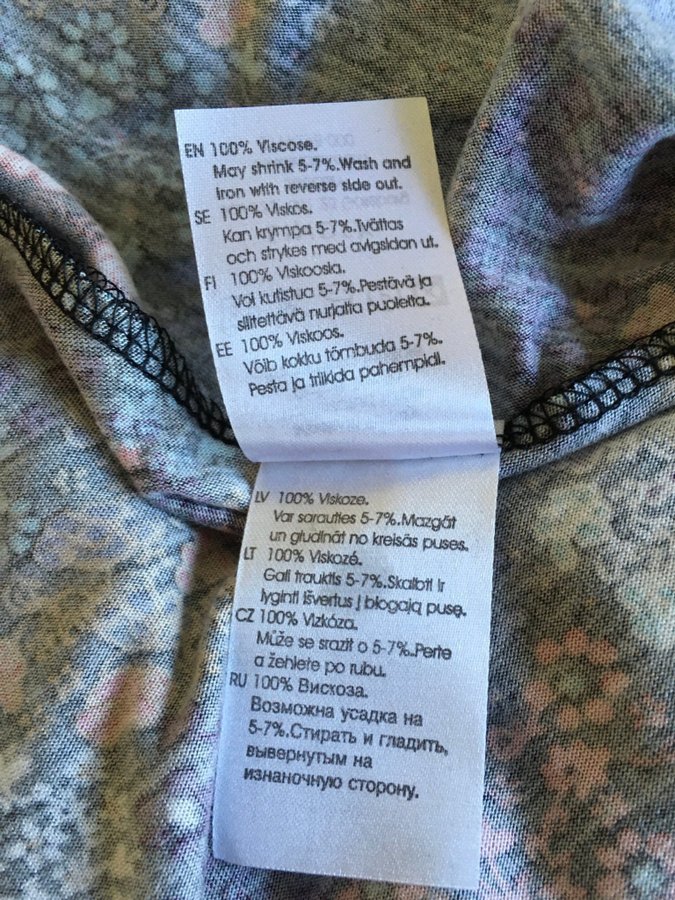 EN 100% Viscose.
May shrink 5-7%.Wash and
iron with reverse side out.
SE 100% Viskos.
Kan krympa 5-7%.Tvättas
och strykes med avigsidan ut.
FI 100% Viskoosia.
Voi kutistua 5-7%.Pestävä ja
silitettävä nurjatta puoletta.
EE 100% Viskoos.
Võib kokku tõmbuda 5-7%.
Pesta ja triikida pahempidi.
LV 100% Viskoze.
Var sarauties 5-7%.Mazgāt
un gludināt no kreisās puses.
LT 100% Viskozé.
Gali trauktis 5-7%.Skalbti ir
lyginti išvertus į blogąją pusę.
CZ 100% Vizkóza.
Může se srazit o 5-7%.Perte
a žehlete po rubu.
RU 100% Вискоза.
Возможна усадка на
5-7%.Стирать и гладить,
вывернутым на
изнаночную сторону.